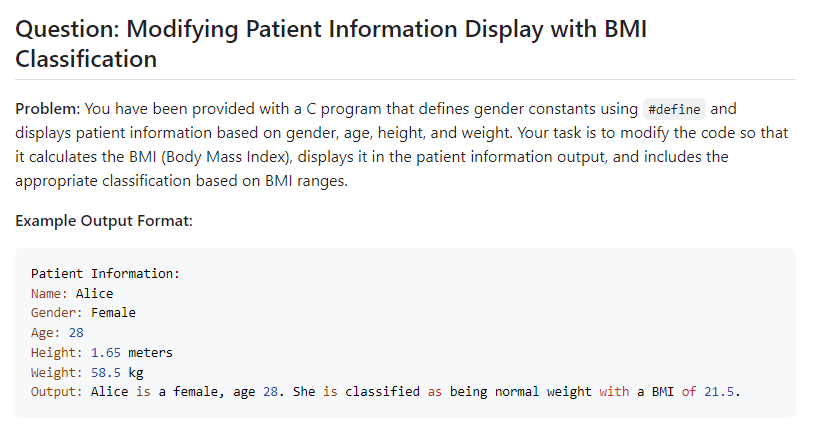 Question: Modifying Patient Information Display with BMI
Classification
Problem: You have been provided with a C program that defines gender constants using #define and
displays patient information based on gender, age, height, and weight. Your task is to modify the code so that
it calculates the BMI (Body Mass Index), displays it in the patient information output, and includes the
appropriate classification based on BMI ranges.
Example Output Format:
Patient Information:
Name: Alice
Gender: Female
Age: 28
Height: 1.65 meters
Weight: 58.5 kg
Output: Alice is a female, age 28. She is classified as being normal weight with a BMI of 21.5.